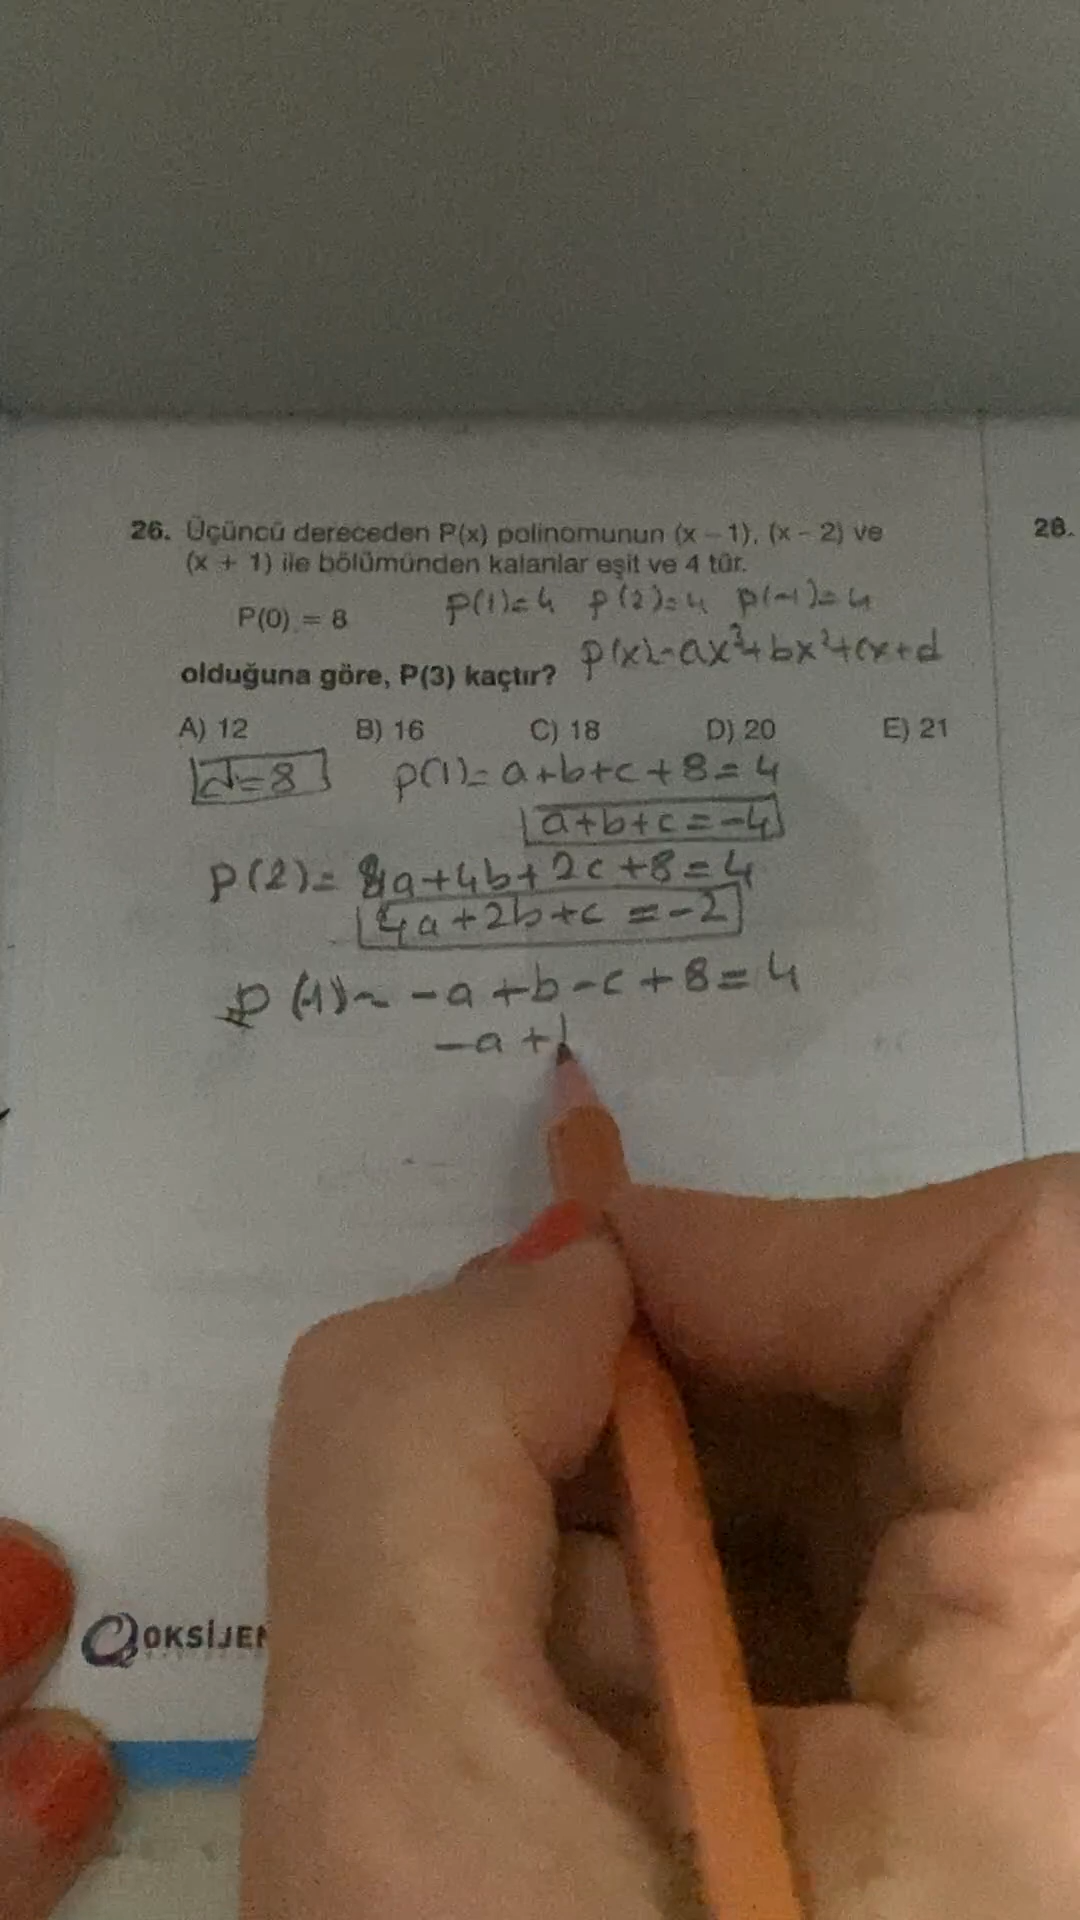 26. Üçüncü dereceden P(x) polinomunun (x – 1), (x – 2) ve
28.
(x + 1) ile bölümünden kalanlar eşit ve 4 tür.
P(0) = 8
p(1)=4 p(2)=4 p(-1)=4
p(x)=ax³+bx²+cx+d
olduğuna göre, P(3) kaçtır?
A) 12 B) 16 C) 18 D) 20 E) 21
d=8 p(1)=a+b+c+8=4
a+b+c=-4
p(2)= 8a+4b+2c+8=4
4a+2b+c=-2
p(-1)= -a+b-c+8=4
-a+
OKSİJEN